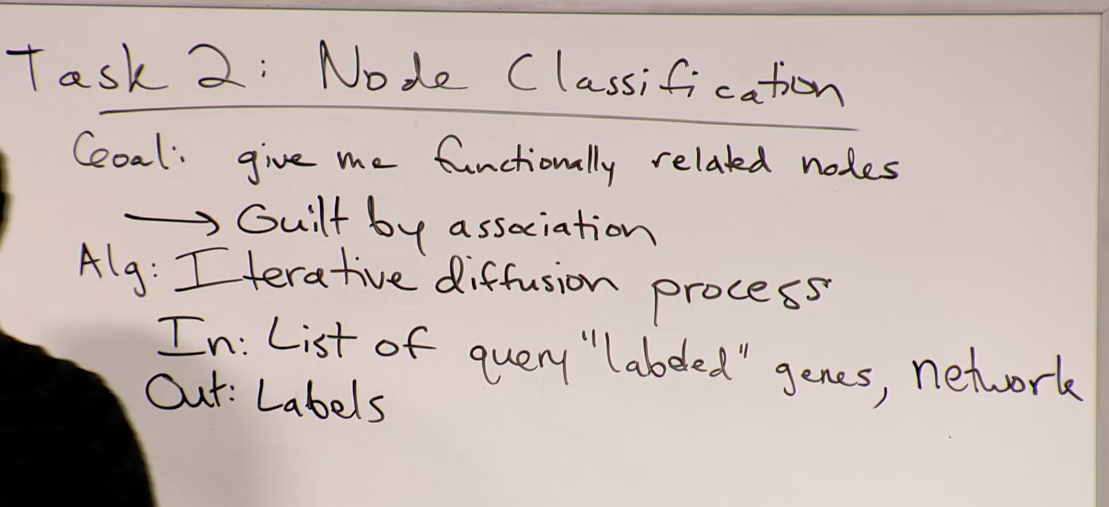 Task 2: Node Classification
Goal: give me functionally related nodes
→ Guilt by association
Alg: Iterative diffusion process
In: List of query "labeled" genes, network
Out: Labels